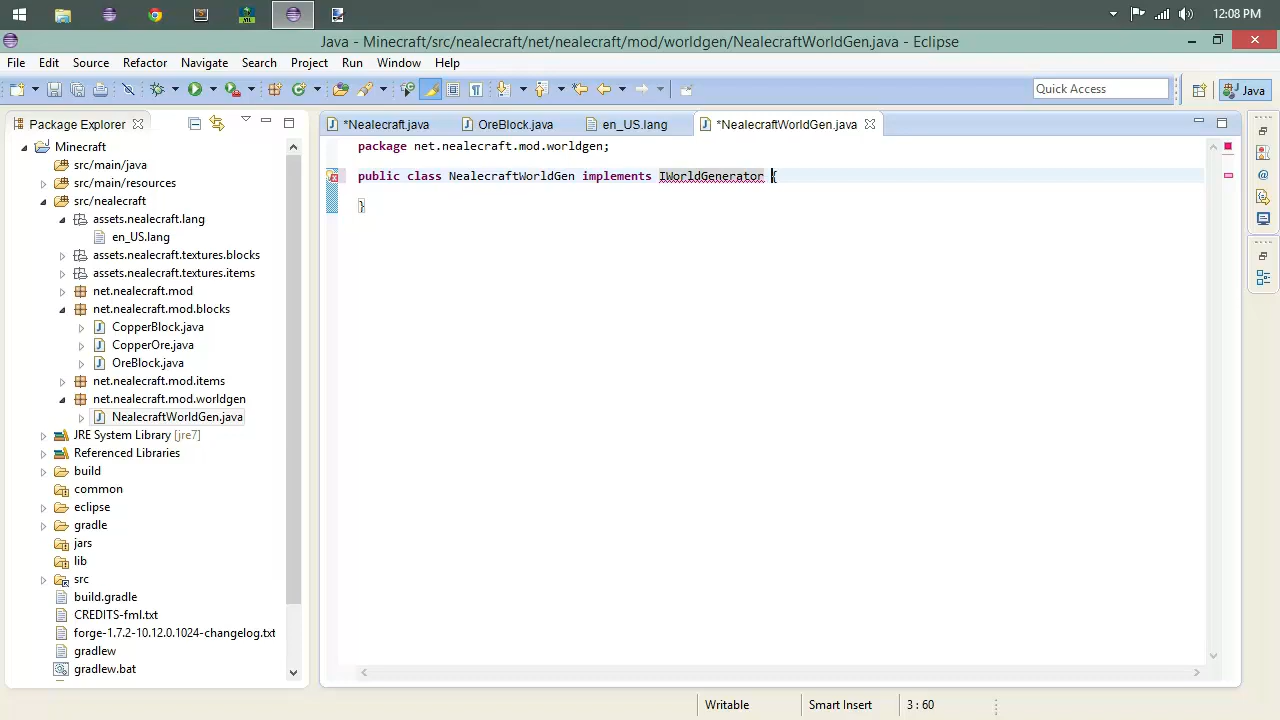 12:08 PM
Java - Minecraft/src/nealecraft/net/nealecraft/mod/worldgen/NealecraftWorldGen.java - Eclipse
File Edit Source Refactor Navigate Search Project Run Window Help
Quick Access Java
Package Explorer
*Nealecraft.java OreBlock.java en_US.lang *NealecraftWorldGen.java
Minecraft
src/main/java
src/main/resources
src/nealecraft
assets.nealecraft.lang
en_US.lang
assets.nealecraft.textures.blocks
assets.nealecraft.textures.items
net.nealecraft.mod
net.nealecraft.mod.blocks
CopperBlock.java
CopperOre.java
OreBlock.java
net.nealecraft.mod.items
net.nealecraft.mod.worldgen
NealecraftWorldGen.java
JRE System Library [jre7]
Referenced Libraries
build
common
eclipse
gradle
jars
lib
src
build.gradle
CREDITS-fml.txt
forge-1.7.2-10.12.0.1024-changelog.txt
gradlew
gradlew.bat
package net.nealecraft.mod.worldgen;
public class NealecraftWorldGen implements IWorldGenerator {
}
Writable Smart Insert 3 : 60